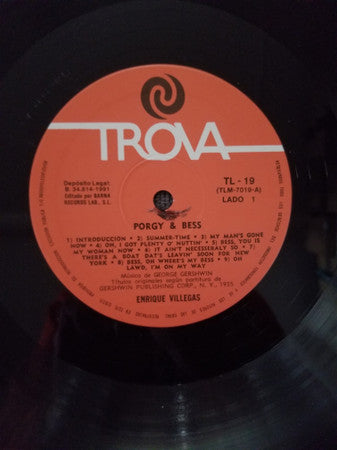 TROVA
Depósito Legal:
B 34.814-1991
Editado por BARNA
RECORDS LAB., S.L.
TL - 19
(TLM-7019-A)
LADO 1
PORGY & BESS
1) INTRODUCCION • 2) SUMMER-TIME • 3) MY MAN'S GONE
NOW • 4) OH, I GOT PLENTY O' NUTTIN' • 5) BESS, YOU IS
MY WOMAN NOW • 6) IT AIN'T NECESSERALY SO • 7)
THERE'S A BOAT DAT'S LEAVIN' SOON FOR NEW
YORK • 8) BESS, OH WHERE'S MY BESS • 9) OH
LAWD, I'M ON MY WAY
Música de GEORGE GERSHWIN
Títulos originales según partitura de
GERSHWIN PUBLISHING CORP., N. Y., 1935
ENRIQUE VILLEGAS